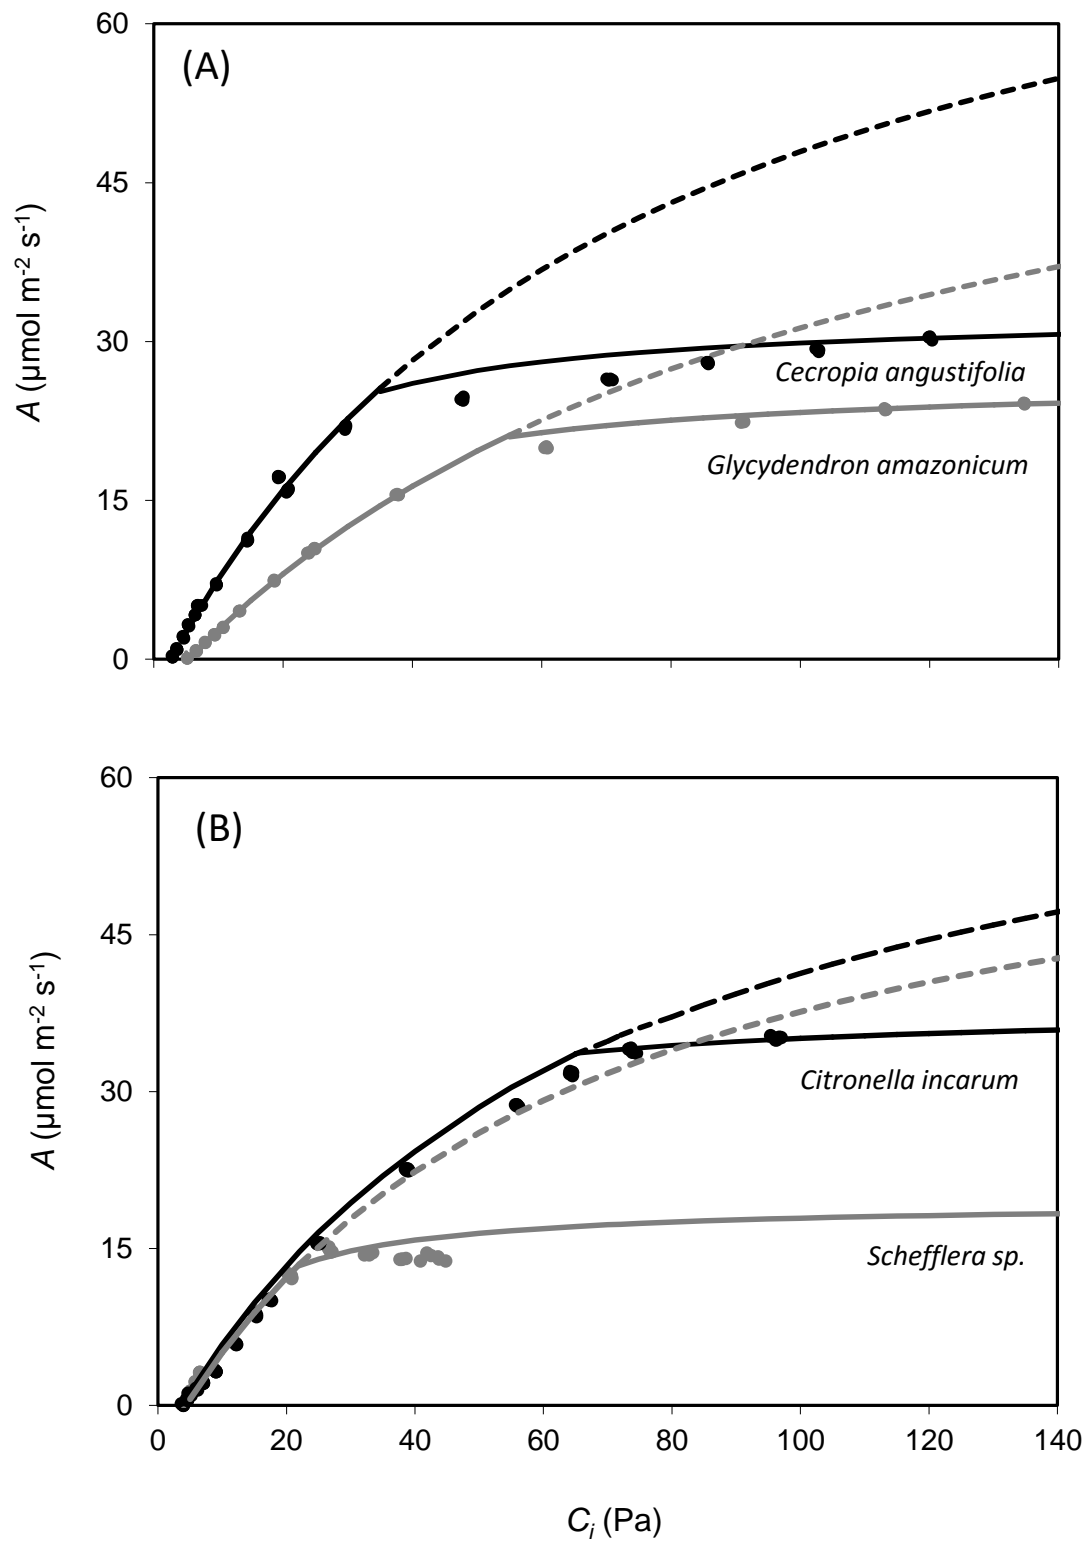 60
(A)
45
A (µmol m-2 s-1)
30
Cecropia angustifolia
Glycydendron amazonicum
15
0
60
(B)
45
A (µmol m-2 s-1)
30
Citronella incarum
15
Schefflera sp.
0
0 20 40 60 80 100 120 140
Ci (Pa)